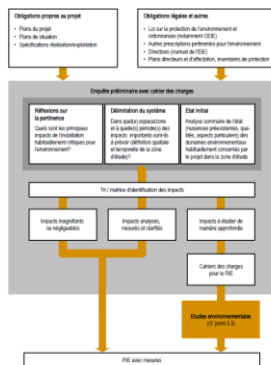 Obligations propres au projet
• Plans du projet
• Plans de situation
• Spécifications réalisation/exploitation
Obligations légales et autres
• Loi sur la protection de l'environnement et
ordonnances (notamment OEIE)
• Autres prescriptions pertinentes pour l'environnement
• Directives (manuel de l'EIE)
• Plans directeurs et d'affectation, inventaires de protection
Enquête préliminaire avec cahier des charges
Réflexions sur
la pertinence
Quels sont les principaux
impacts de l'installation
habituellement critiques pour
l'environnement?
Délimitation du système
Dans quel(s) espace/zone
et à quelle(s) période(s) des
impacts importants sont-ils
à prévoir (définition spatiale
et temporelle de la zone
d'étude)?
Etat initial
Analyse sommaire de l'état
(nuisances préexistantes, qua-
lités, aspects particuliers) des
domaines environnementaux
habituellement concernés par
le projet dans la zone d'étude
Tri / matrice d'identification des impacts
Impacts insignifiants
ou négligeables
Impacts analysés,
mesurés et clarifiés
Impacts à étudier de
manière approfondie
Cahiers des charges
pour le RIE
Etudes environnementales
(cf. point 3.3)
RIE avec mesures